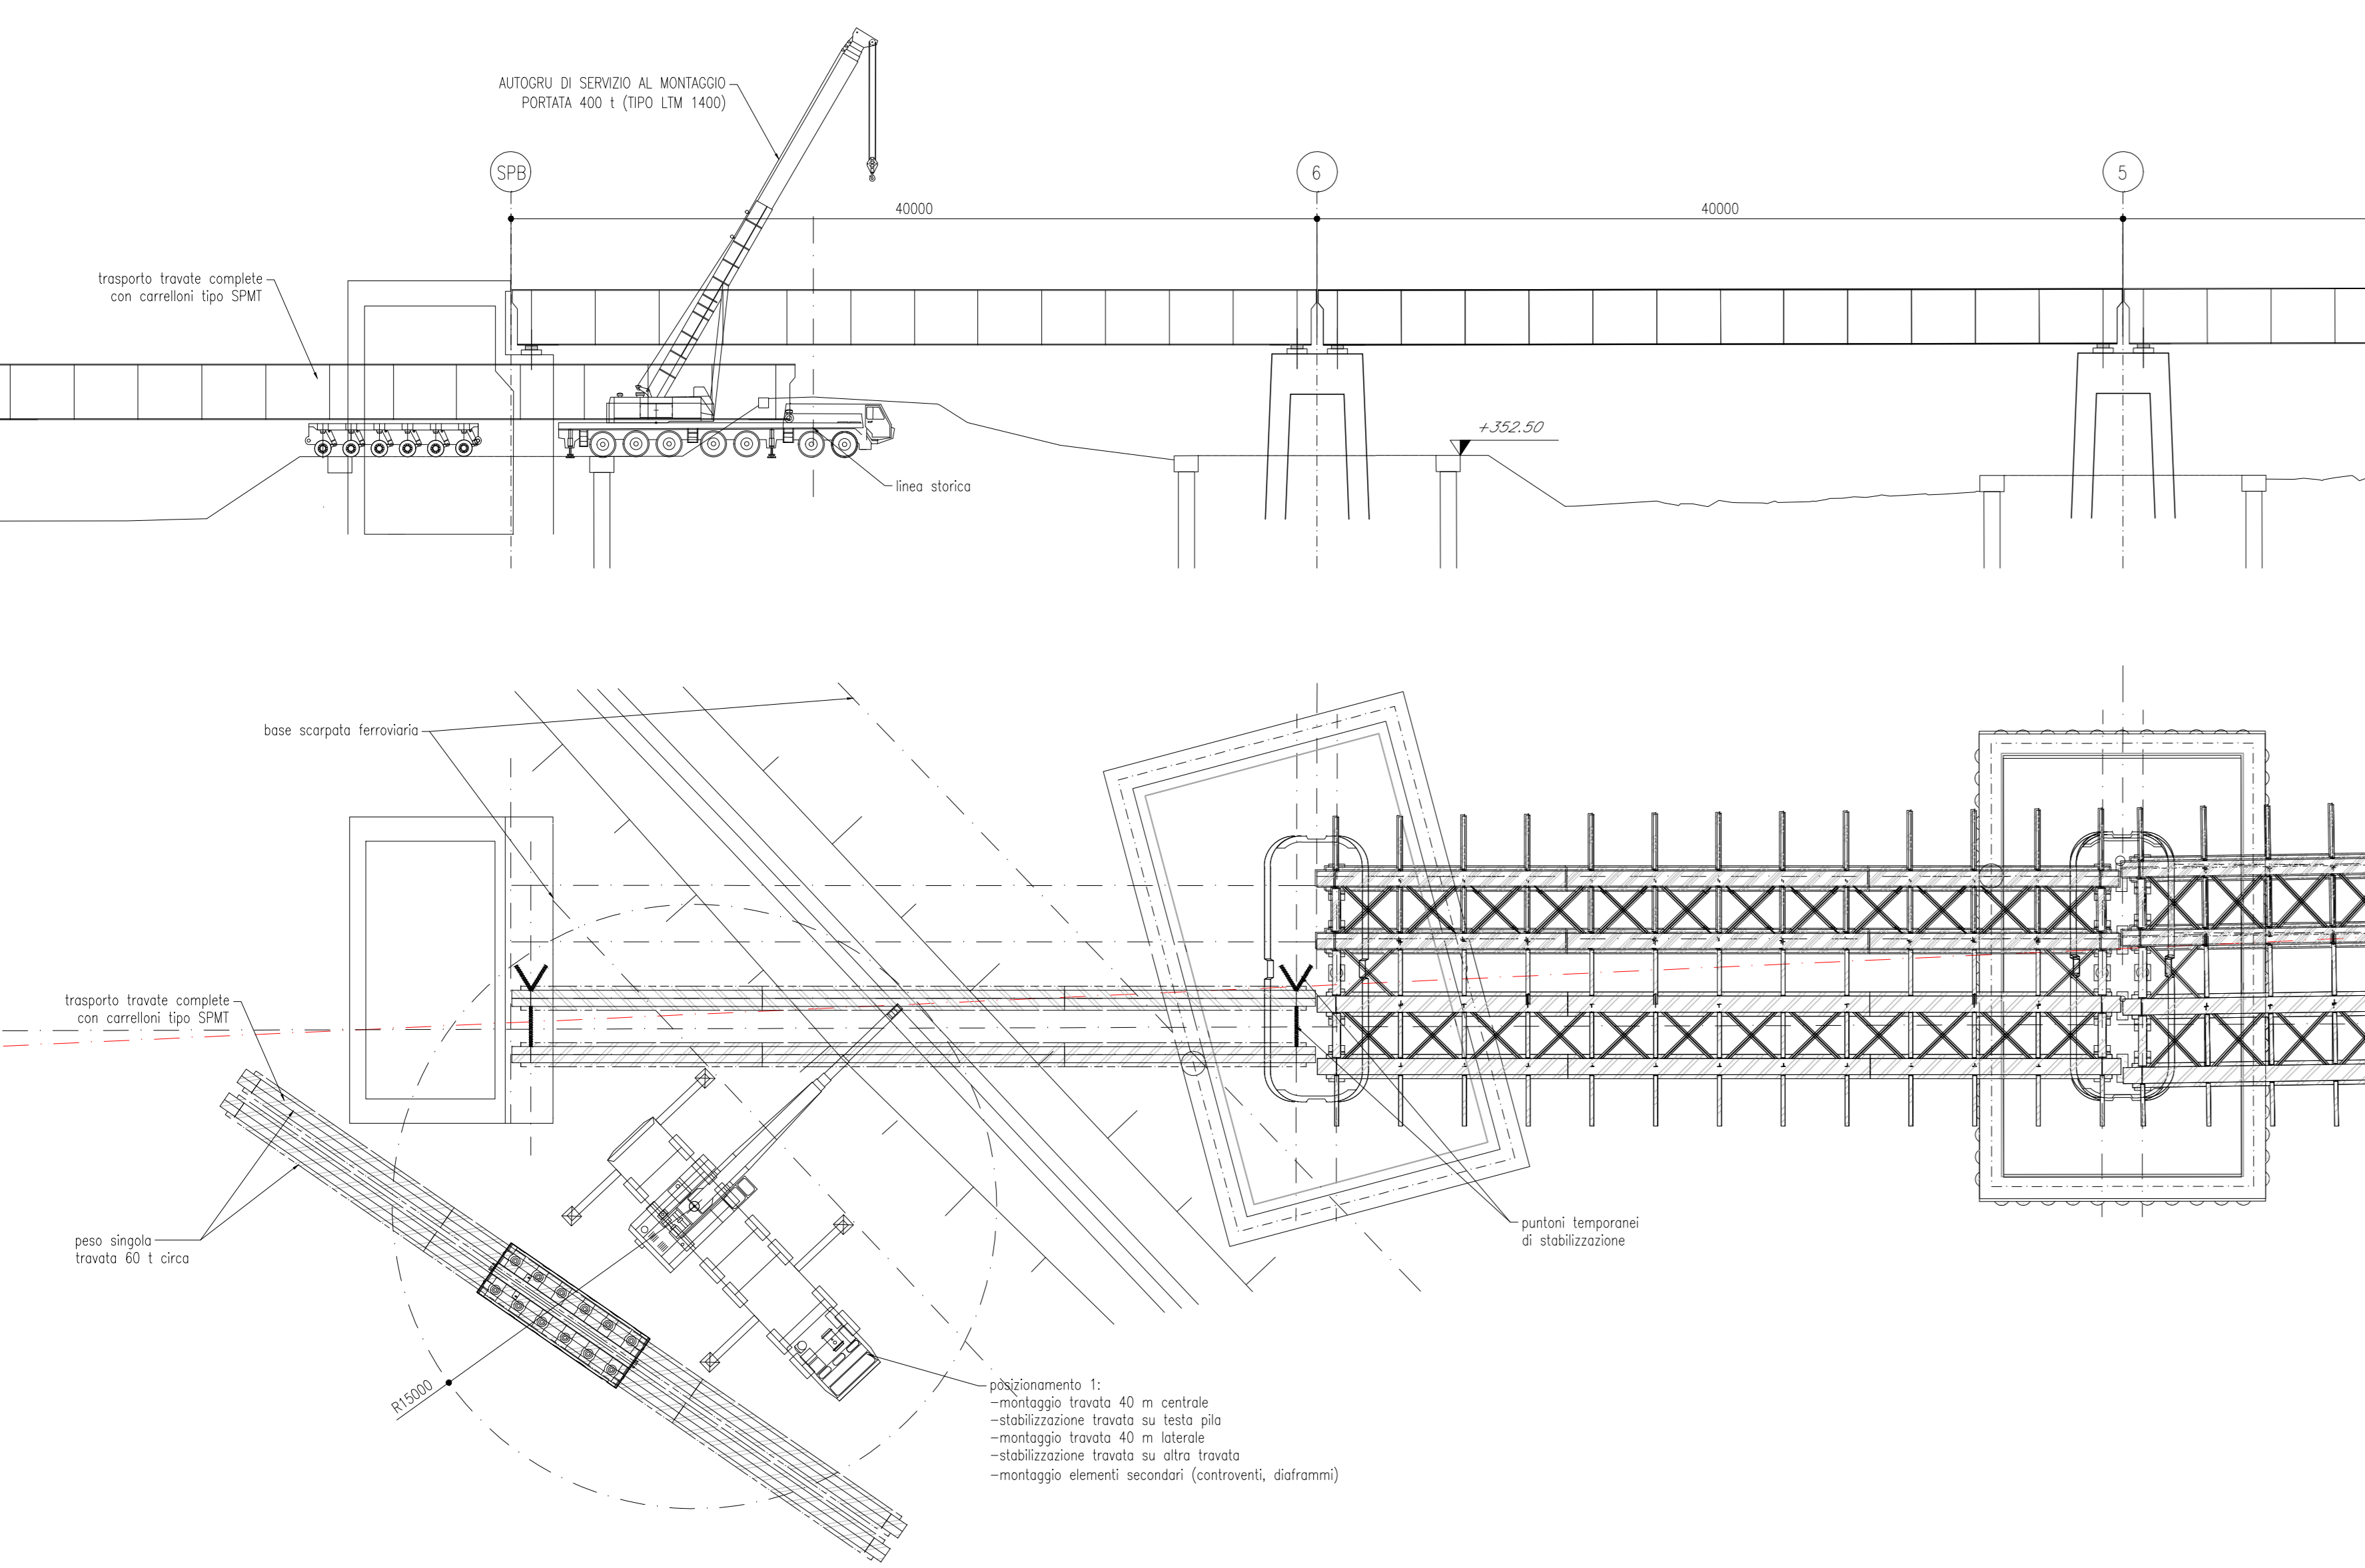 AUTOGRU DI SERVIZIO AL MONTAGGIO
PORTATA 400 t (TIPO LTM 1400)
SPB
6
5
40000
40000
trasporto travate complete
con carrelloni tipo SPMT
+352.50
linea storica
base scarpata ferroviaria
trasporto travate complete
con carrelloni tipo SPMT
peso singola
travata 60 t circa
puntoni temporanei
di stabilizzazione
R15000
posizionamento 1:
-montaggio travata 40 m centrale
-stabilizzazione travata su testa pila
-montaggio travata 40 m laterale
-stabilizzazione travata su altra travata
-montaggio elementi secondari (controventi, diaframmi)